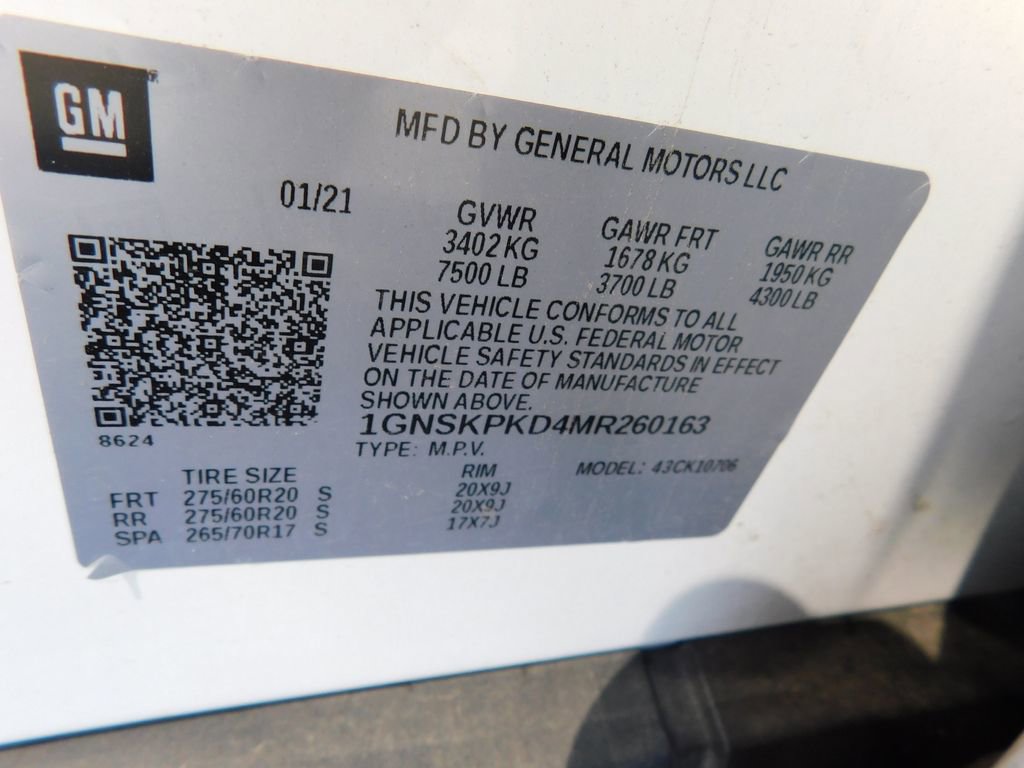 GM
MFD BY GENERAL MOTORS LLC
01/21
GVWR
3402 KG
7500 LB
GAWR FRT
1678 KG
3700 LB
GAWR RR
1950 KG
4300 LB
THIS VEHICLE CONFORMS TO ALL
APPLICABLE U.S. FEDERAL MOTOR
VEHICLE SAFETY STANDARDS IN EFFECT
ON THE DATE OF MANUFACTURE
SHOWN ABOVE.
1GNSKPKD4MR260163
8624
TYPE: M.P.V.
MODEL: 43CK10706
TIRE SIZE RIM
FRT 275/60R20 S 20X9J
RR 275/60R20 S 20X9J
SPA 265/70R17 S 17X7J